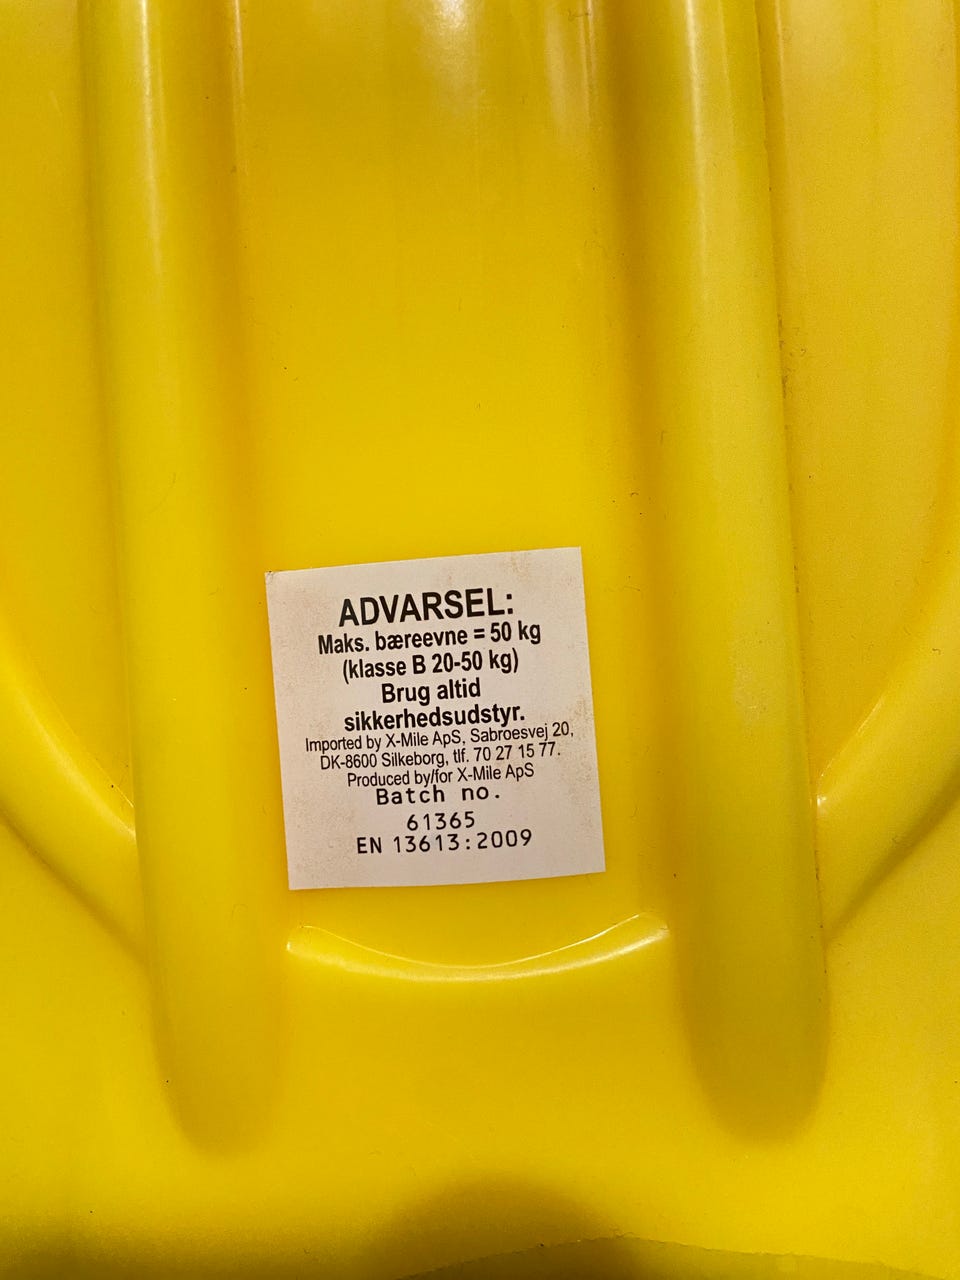 ADVARSEL:
Maks. bæreevne = 50 kg
(klasse B 20-50 kg)
Brug altid
sikkerhedsudstyr.
Imported by X-Mile ApS, Sabroesvej 20,
DK-8600 Silkeborg, tlf. 70 27 15 77.
Produced by/for X-Mile ApS
Batch no.
61365
EN 13613:2009